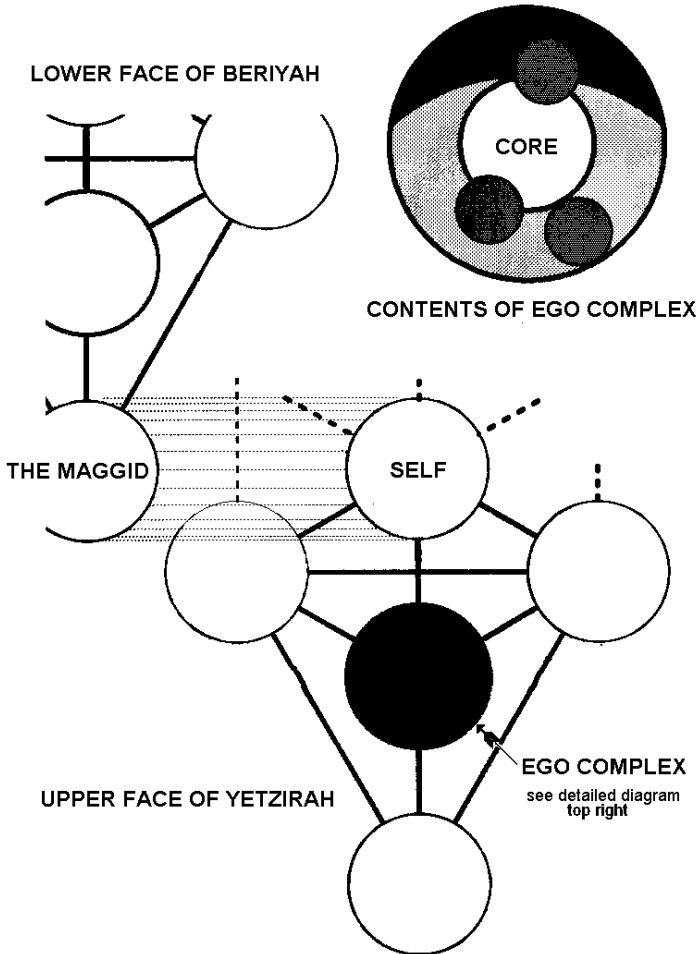 LOWER FACE OF BERIYAH
CORE
CONTENTS OF EGO COMPLEX
THE MAGGID
SELF
EGO COMPLEX
see detailed diagram
top right
UPPER FACE OF YETZIRAH